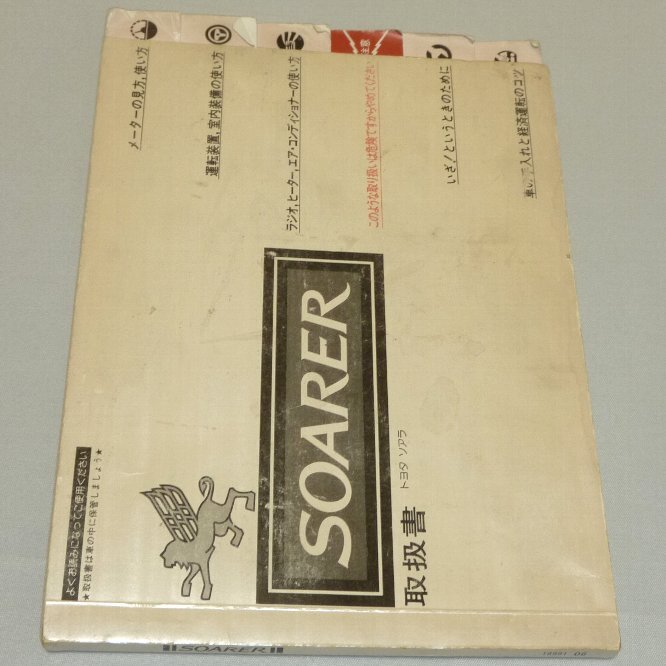 よくお読みになってご使用ください
★取扱書は車の中に保管しましょう★
SOARER
取扱書
トヨタ ソアラ
メーターの見方,使い方
運転装置,室内装備の使い方
ラジオ,ヒーター,エア・コンディショナーの使い方
このような取り扱いは危険ですからやめてください
いざ!というときのために
車の手入れと経済運転のコツ
注意
SOARER